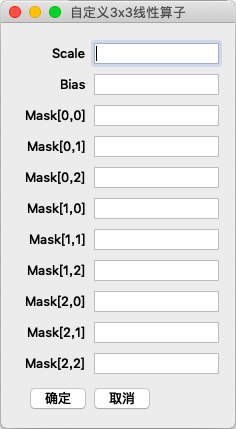 自定义3x3线性算子
Scale
Bias
Mask[0,0]
Mask[0,1]
Mask[0,2]
Mask[1,0]
Mask[1,1]
Mask[1,2]
Mask[2,0]
Mask[2,1]
Mask[2,2]
确定 取消